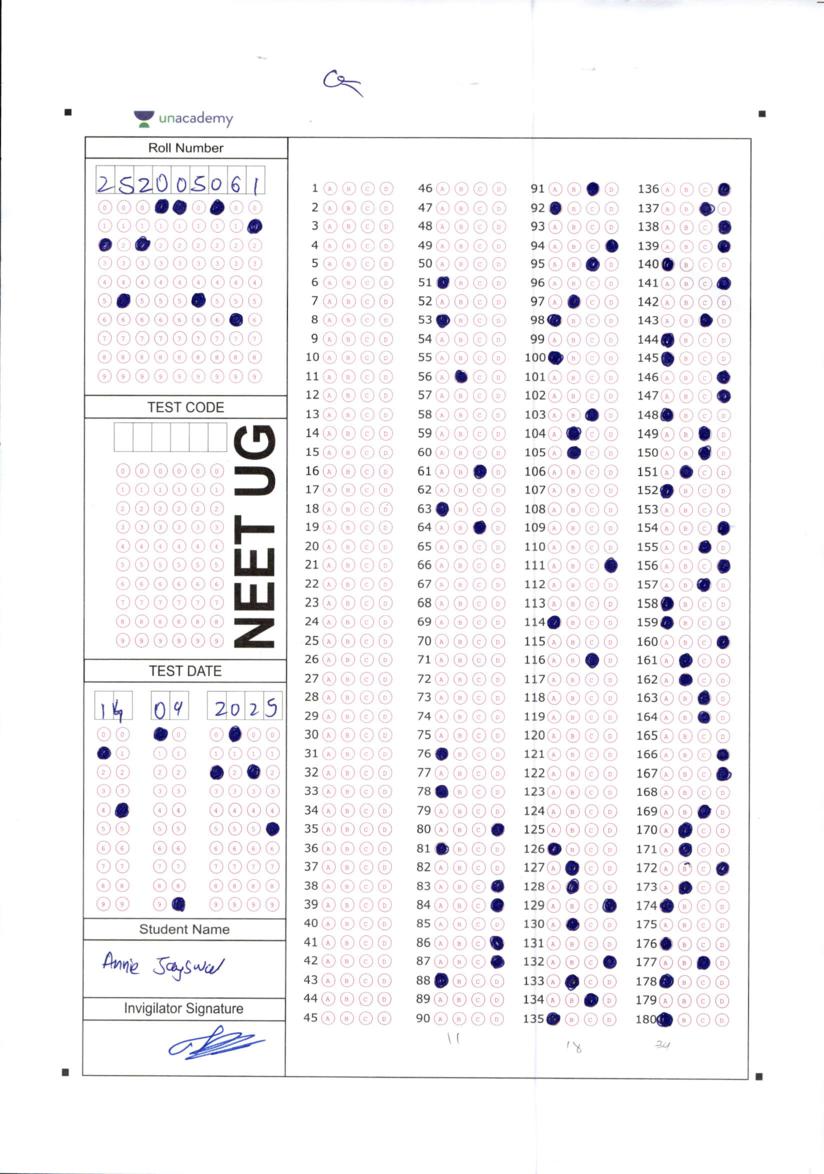 unacademy
Roll Number
252005061
TEST CODE
NEET UG
TEST DATE
14 04 2025
Student Name
Annie Jayswal
Invigilator Signature
1 A B C D
2 A B C D
3 A B C D
4 A B C D
5 A B C D
6 A B C D
7 A B C D
8 A B C D
9 A B C D
10 A B C D
11 A B C D
12 A B C D
13 A B C D
14 A B C D
15 A B C D
16 A B C D
17 A B C D
18 A B C D
19 A B C D
20 A B C D
21 A B C D
22 A B C D
23 A B C D
24 A B C D
25 A B C D
26 A B C D
27 A B C D
28 A B C D
29 A B C D
30 A B C D
31 A B C D
32 A B C D
33 A B C D
34 A B C D
35 A B C D
36 A B C D
37 A B C D
38 A B C D
39 A B C D
40 A B C D
41 A B C D
42 A B C D
43 A B C D
44 A B C D
45 A B C D
46 A B C D
47 A B C D
48 A B C D
49 A B C D
50 A B C D
51 B C D
52 A B C D
53 B C D
54 A B C D
55 A B C D
56 A C D
57 A B C D
58 A B C D
59 A B C D
60 A B C D
61 A B D
62 A B C D
63 B C D
64 A B D
65 A B C D
66 A B C D
67 A B C D
68 A B C D
69 A B C D
70 A B C D
71 A B C D
72 A B C D
73 A B C D
74 A B C D
75 A B C D
76 B C D
77 A B C D
78 B C D
79 A B C D
80 A B C
81 B C D
82 A B C D
83 A B C
84 A B C
85 A B C D
86 A B C
87 A B C
88 B C D
89 A B C D
90 A B C D
11
91 A B D
92 B C D
93 A B C D
94 A B C
95 A B D
96 A B C D
97 A C D
98 B C D
99 A B C D
100 B C D
101 A B C D
102 A B C D
103 A B D
104 A C D
105 A C D
106 A B C D
107 A B C D
108 A B C D
109 A B C D
110 A B C D
111 A B C
112 A B C D
113 A B C D
114 B C D
115 A B C D
116 A B D
117 A B C D
118 A B C D
119 A B C D
120 A B C D
121 A B C D
122 A B C D
123 A B C D
124 A B C D
125 A B C D
126 B C D
127 A C D
128 A C D
129 A B C
130 A C D
131 A B C D
132 A B C
133 A C D
134 A B D
135 B C D
18
136 A B C
137 A B D
138 A B C
139 A B C
140 B C D
141 A B C
142 A B C D
143 A B D
144 B C D
145 B C D
146 A B C
147 A B C
148 B C D
149 A B D
150 A B D
151 A C D
152 B C D
153 A B C D
154 A B C
155 A B D
156 A B C
157 A B D
158 B C D
159 B C D
160 A B C
161 A C D
162 A C D
163 A B D
164 A B D
165 A B C D
166 A B C
167 A B C
168 A B C D
169 A B D
170 A C D
171 A C D
172 A B C
173 A C D
174 B C D
175 A B C D
176 B C D
177 A B D
178 B C D
179 A B C D
180 B C D
34